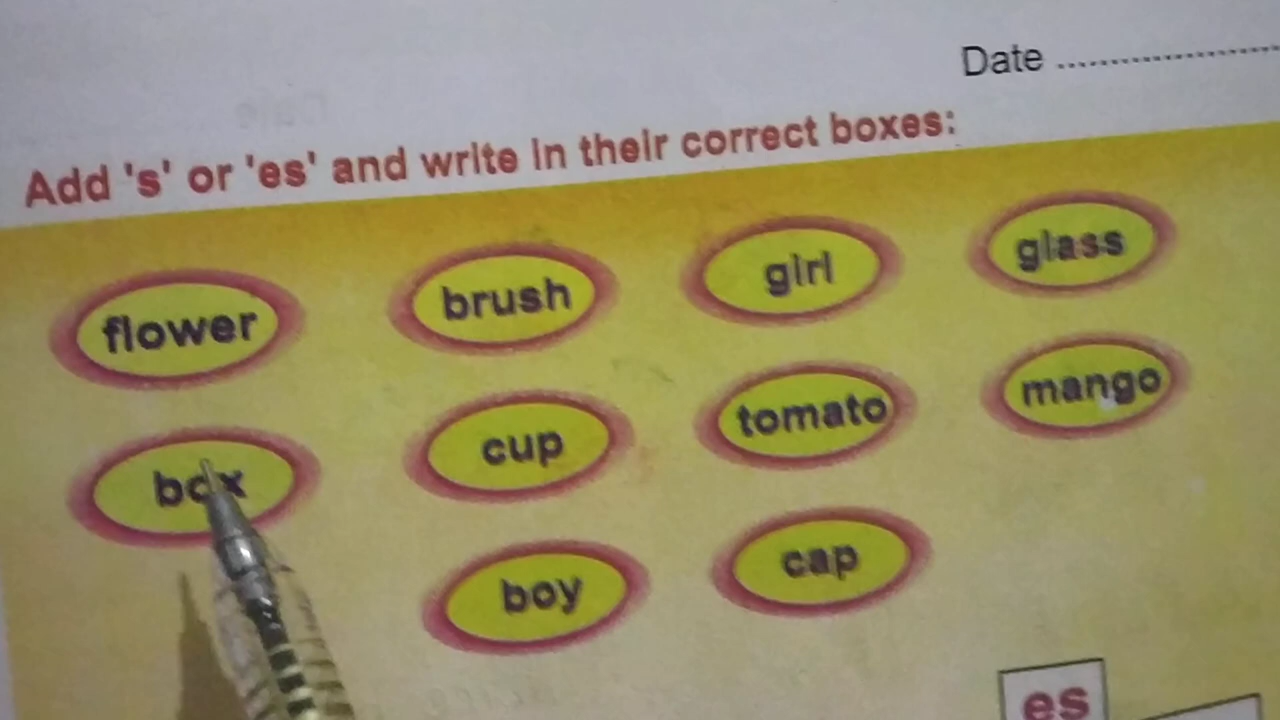 Date ........................
Add 's' or 'es' and write in their correct boxes:
flower brush girl glass
box cup tomato mango
boy cap
es